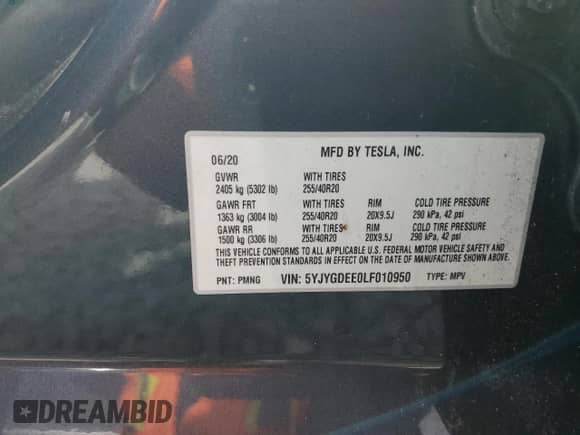 MFD BY TESLA, INC.
06/20
GVWR WITH TIRES
2405 kg (5302 lb) 255/40R20
GAWR FRT WITH TIRES RIM COLD TIRE PRESSURE
1363 kg (3004 lb) 255/40R20 20X9.5J 290 kPa, 42 psi
GAWR RR WITH TIRES RIM COLD TIRE PRESSURE
1500 kg (3306 lb) 255/40R20 20X9.5J 290 kPa, 42 psi
THIS VEHICLE CONFORMS TO ALL APPLICABLE U.S. FEDERAL MOTOR VEHICLE SAFETY AND
THEFT PREVENTION STANDARDS IN EFFECT ON THE DATE OF MANUFACTURE SHOWN ABOVE.
PNT: PMNG VIN: 5YJYGDEE0LF010950 TYPE: MPV
DREAMBID